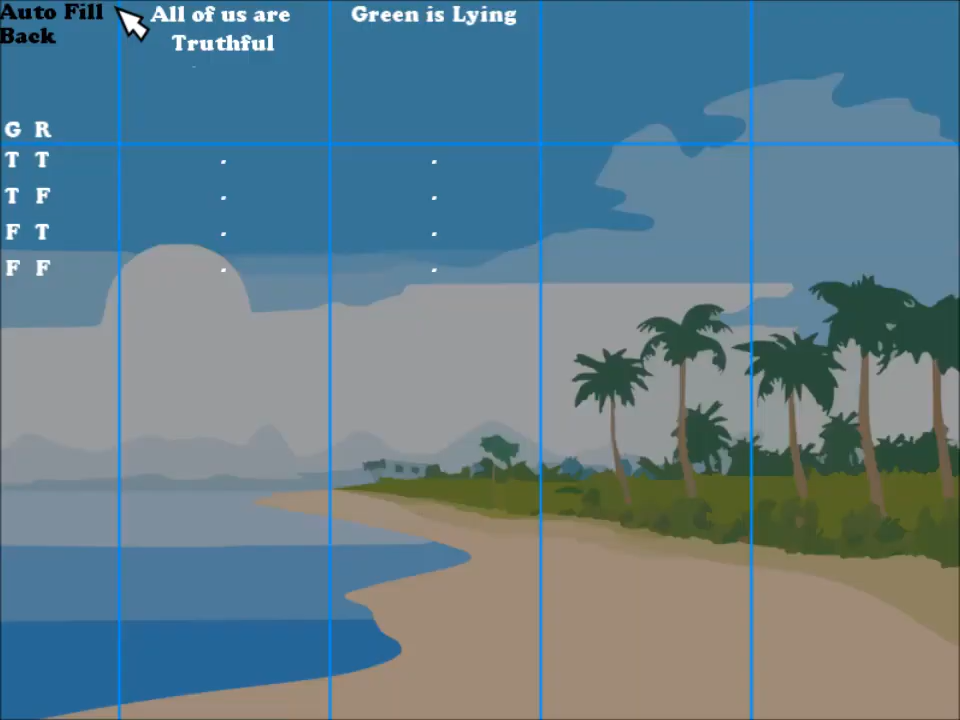 Auto Fill
Back
All of us are
Truthful
Green is Lying
G R
T T . .
T F . .
F T . .
F F . .